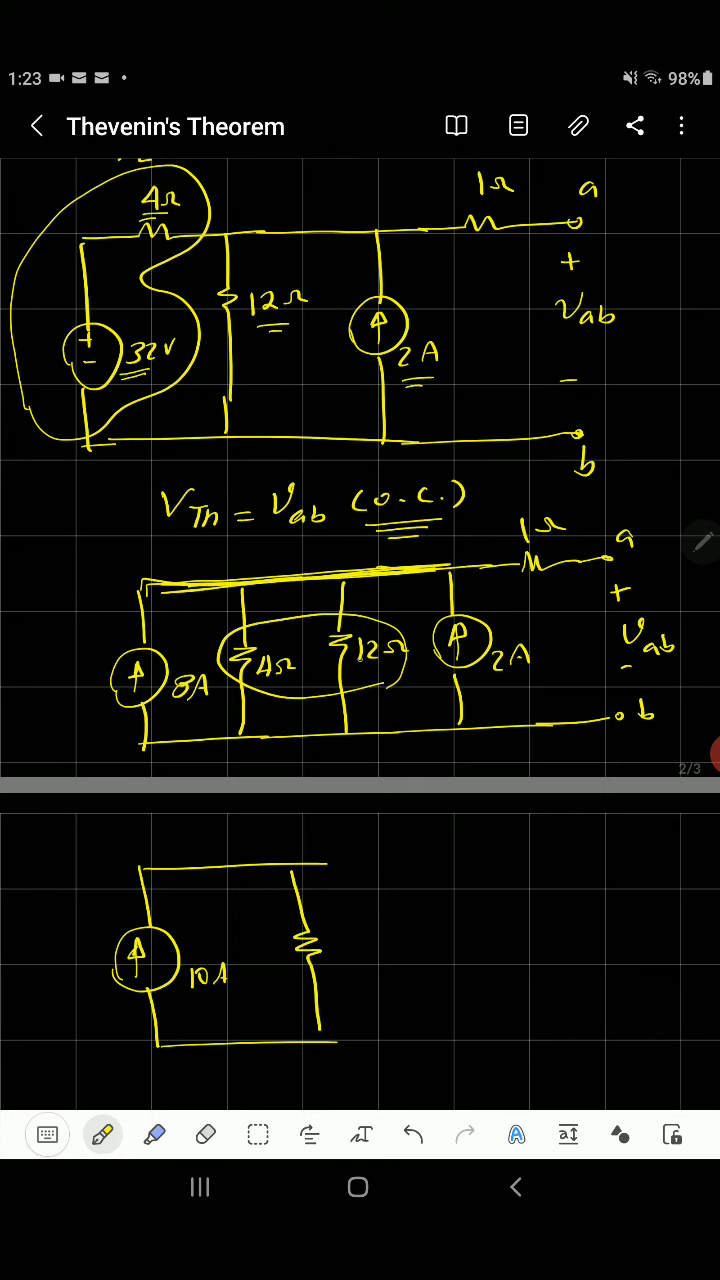 1:23
98%
Thevenin's Theorem
4Ω
1Ω
a
+
12Ω
Vab
+
-
32V
2A
-
b
VTh = Vab (O.C.)
1Ω
a
+
8A
4Ω
12Ω
2A
Vab
-
b
2/3
10A